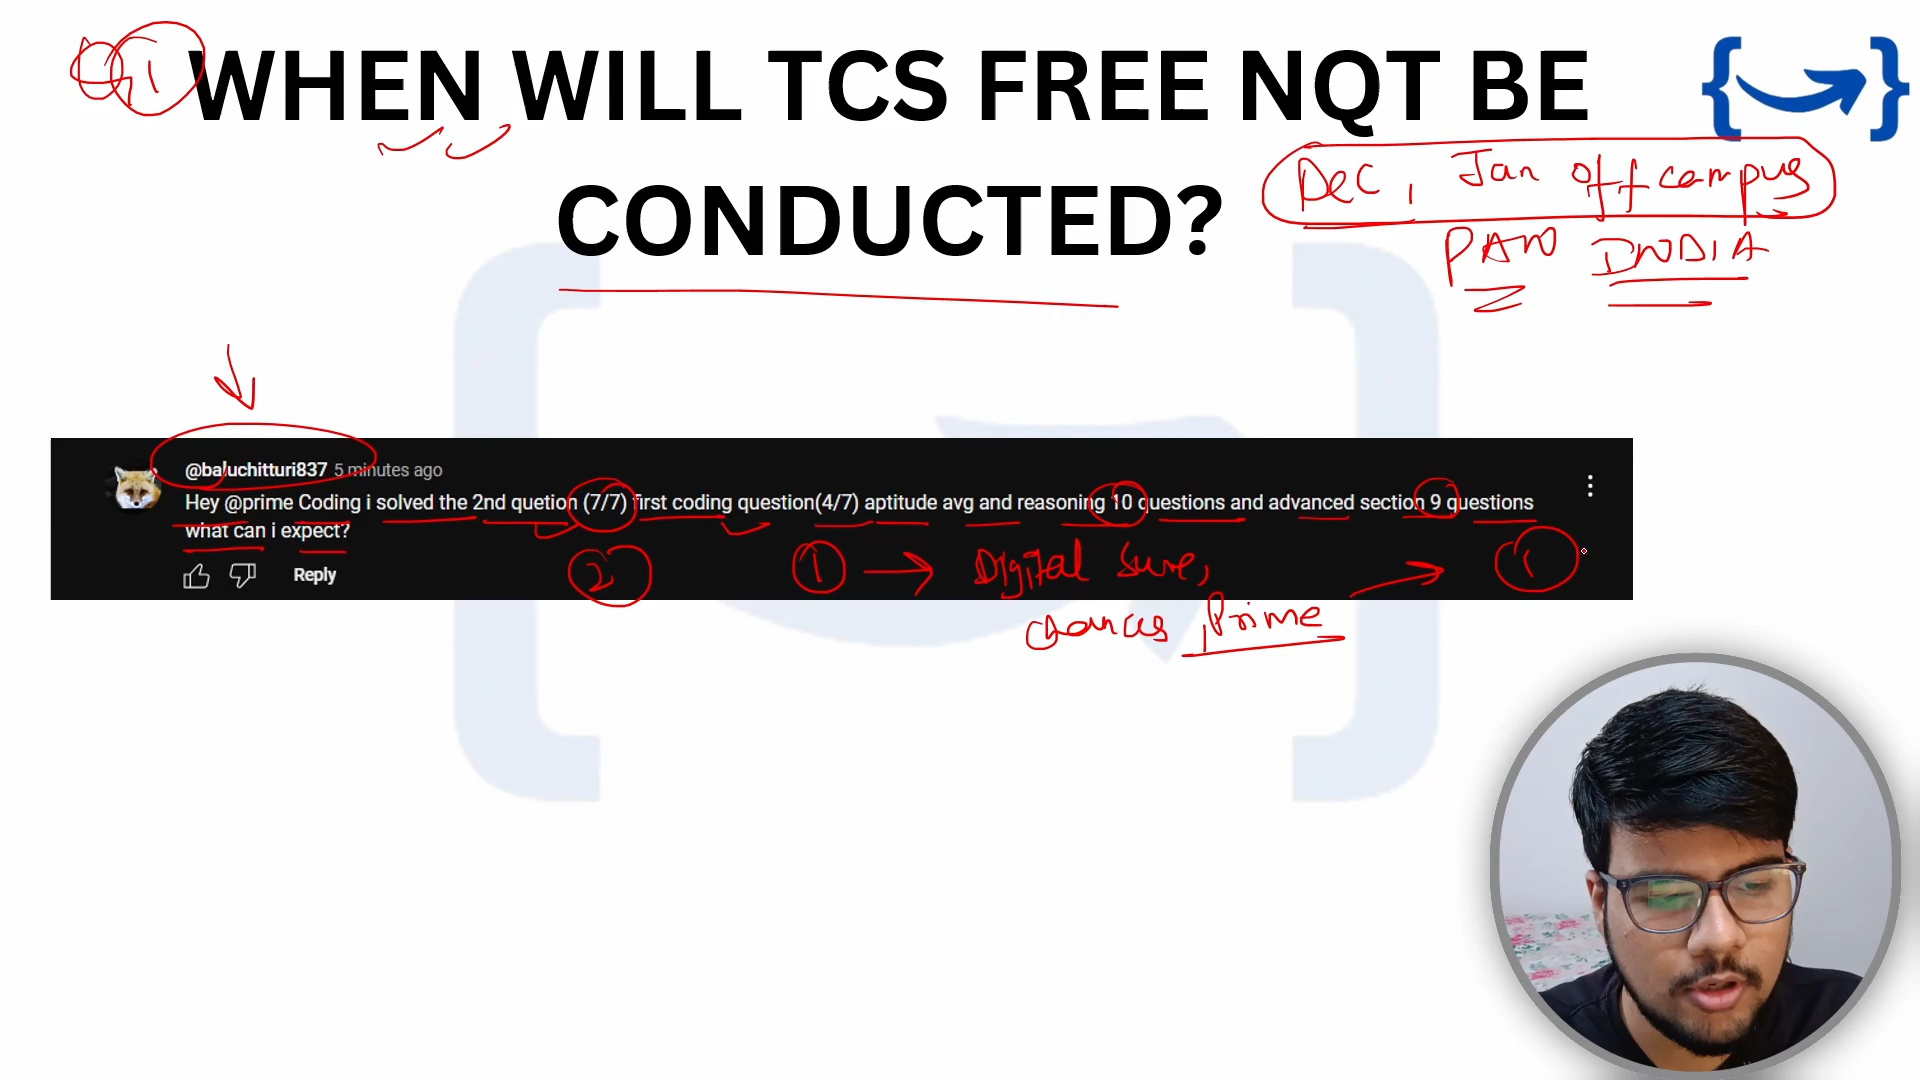 WHEN WILL TCS FREE NQT BE
CONDUCTED?
Dec, Jan off campus
PAN INDIA
@baluchitturi837 5 minutes ago
Hey @prime Coding i solved the 2nd quetion (7/7) first coding question(4/7) aptitude avg and reasoning 10 questions and advanced section 9 questions
what can i expect?
Reply
2
1
Digital Sure,
1
chances, Prime